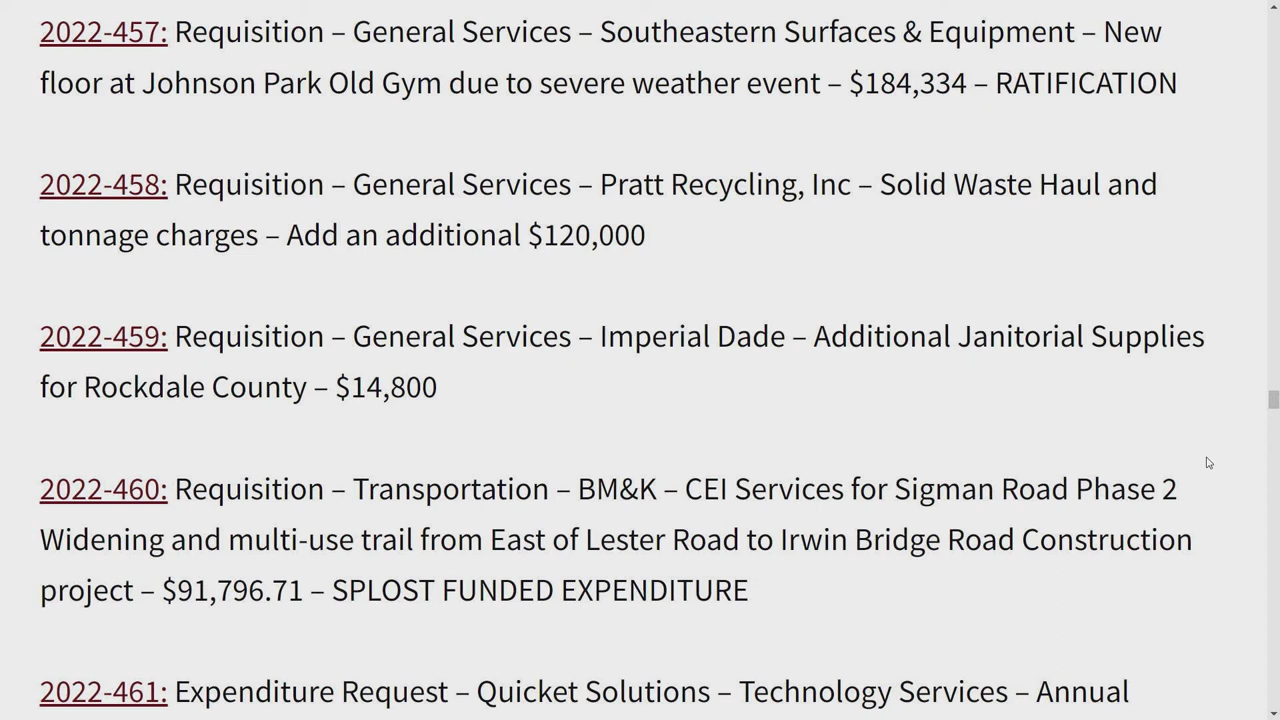 2022-457: Requisition – General Services – Southeastern Surfaces & Equipment – New
floor at Johnson Park Old Gym due to severe weather event – $184,334 – RATIFICATION
2022-458: Requisition – General Services – Pratt Recycling, Inc – Solid Waste Haul and
tonnage charges – Add an additional $120,000
2022-459: Requisition – General Services – Imperial Dade – Additional Janitorial Supplies
for Rockdale County – $14,800
2022-460: Requisition – Transportation – BM&K – CEI Services for Sigman Road Phase 2
Widening and multi-use trail from East of Lester Road to Irwin Bridge Road Construction
project – $91,796.71 – SPLOST FUNDED EXPENDITURE
2022-461: Expenditure Request – Quicket Solutions – Technology Services – Annual